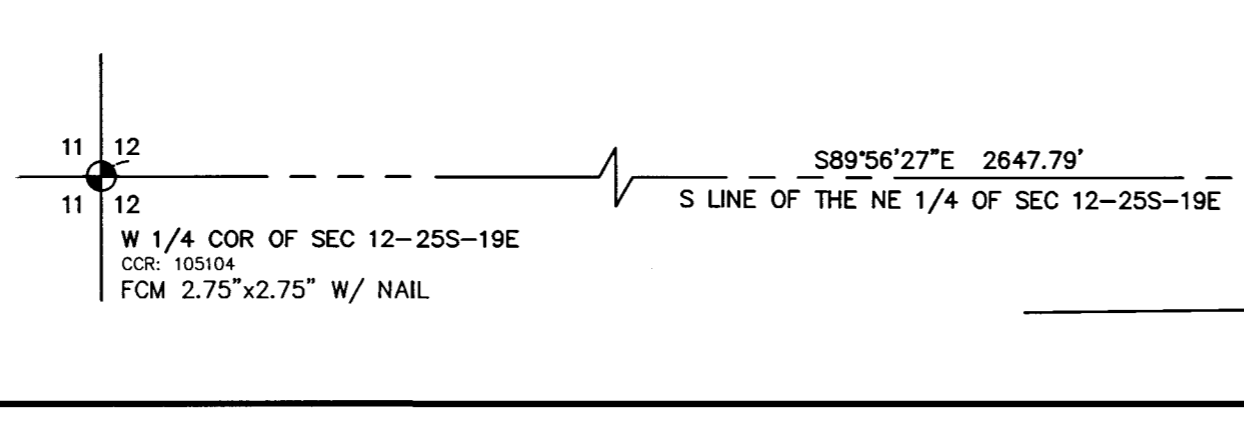 11 12
S89°56'27"E 2647.79'
11 12
S LINE OF THE NE 1/4 OF SEC 12-25S-19E
W 1/4 COR OF SEC 12-25S-19E
CCR: 105104
FCM 2.75"x2.75" W/ NAIL